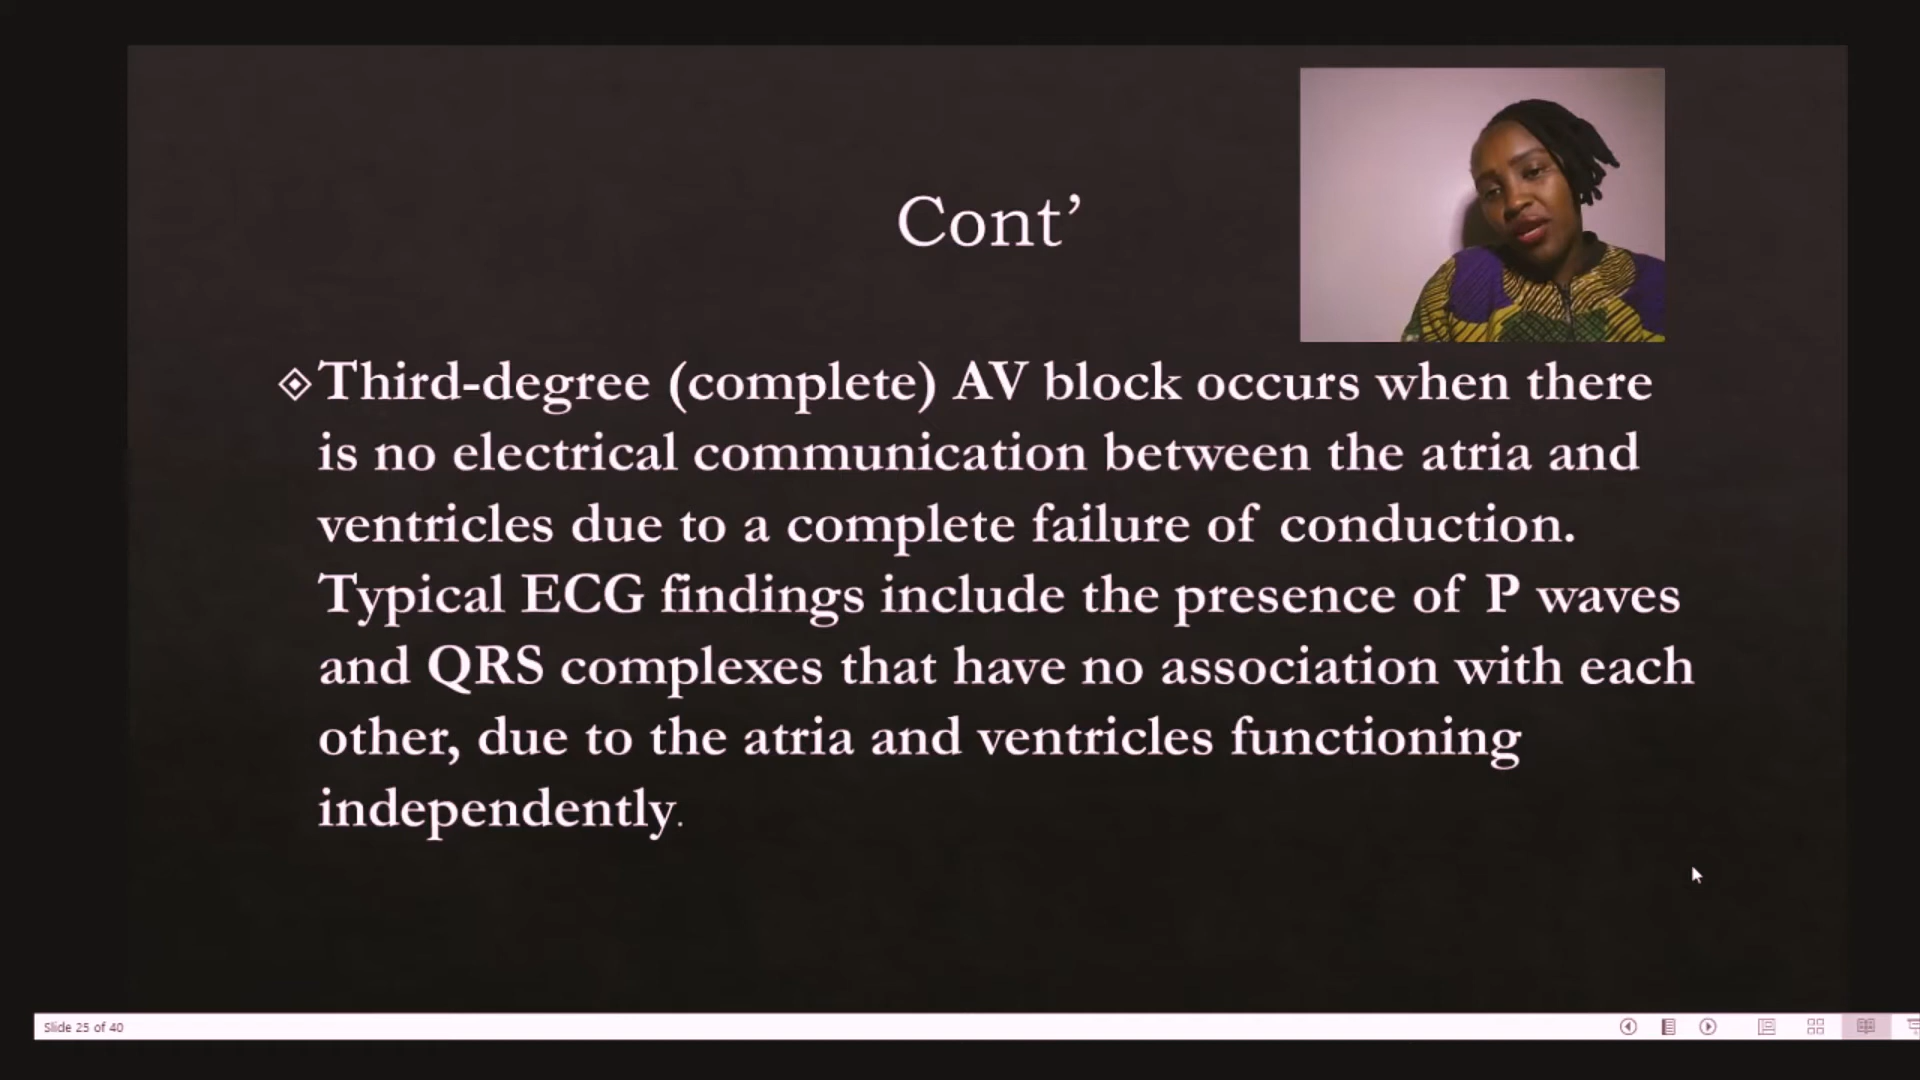 Cont’
Third-degree (complete) AV block occurs when there
is no electrical communication between the atria and
ventricles due to a complete failure of conduction.
Typical ECG findings include the presence of P waves
and QRS complexes that have no association with each
other, due to the atria and ventricles functioning
independently.
Slide 25 of 40